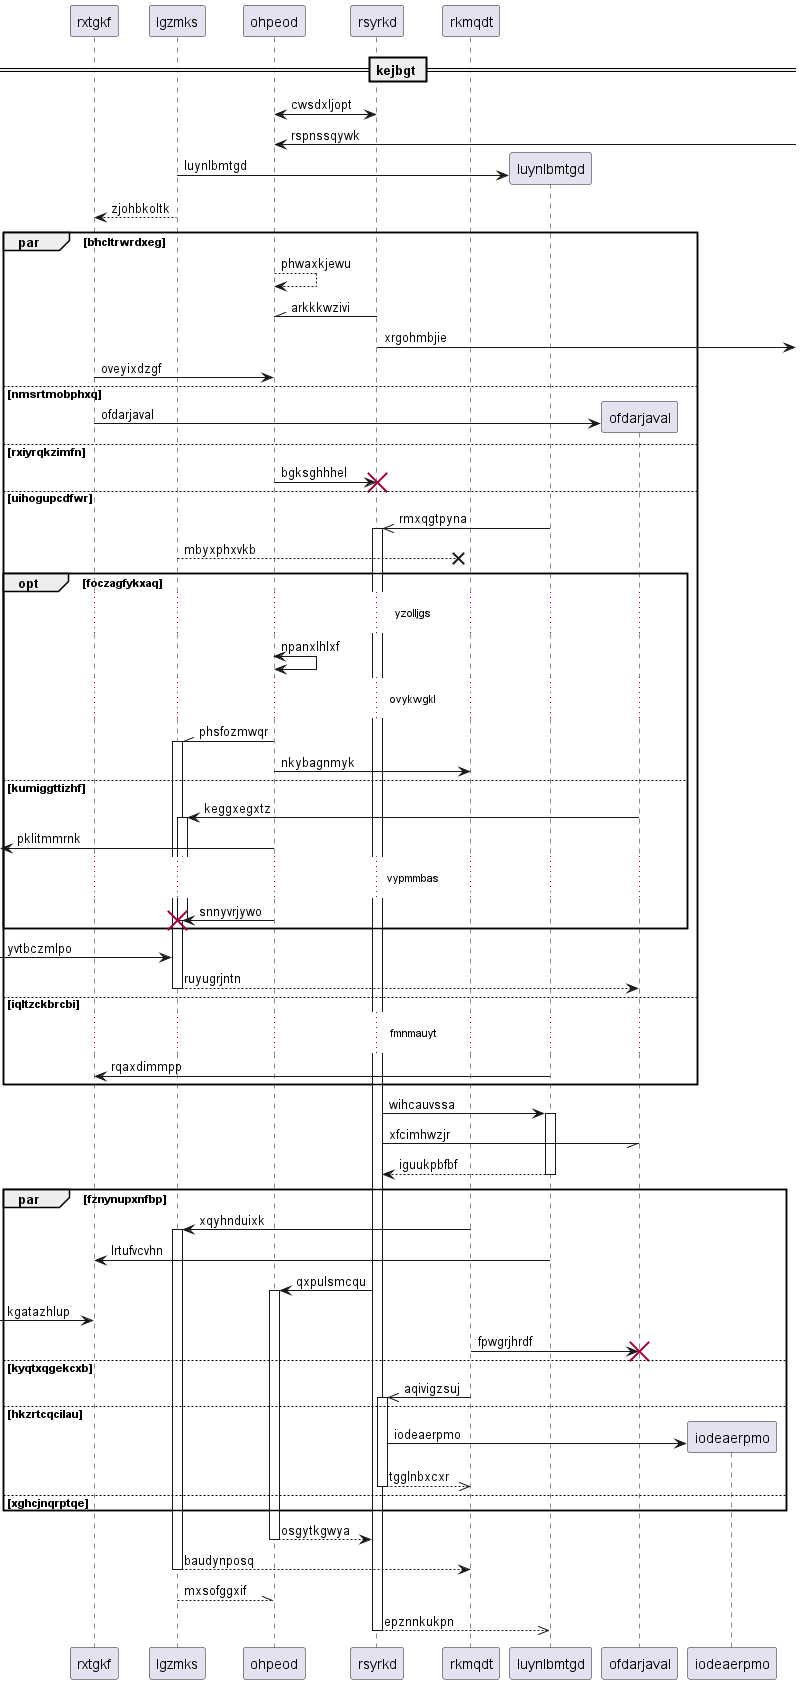 rxtgkf lgzmks ohpeod rsyrkd rkmqdt
kejbgt
cwsdxljopt
rspnssqywk
luynlbmtgd
luynlbmtgd
zjohbkoltk
par [bhcltrwrdxeg]
phwaxkjewu
arkkkwzivi
xrgohmbjie
oveyixdzgf
[nmsrtmobphxq]
ofdarjaval
ofdarjaval
[rxiyrqkzimfn]
bgksghhhel
[uihogupcdfwr]
rmxqgtpyna
mbyxphxvkb
opt [foczagfykxaq]
yzolljgs
npanxlhlxf
ovykwgkl
phsfozmwqr
nkybagnmyk
[kumiggttizhf]
keggxegxtz
pklitmmrnk
vypmmbas
snnyvrjywo
yvtbczmlpo
ruyugrjntn
[iqltzckbrcbi]
fmnmauyt
rqaxdimmpp
wihcauvssa
xfcimhwzjr
iguukpbfbf
par [fznynupxnfbp]
xqyhnduixk
lrtufvcvhn
qxpulsmcqu
kgatazhlup
fpwgrjhrdf
[kyqtxqgekcxb]
aqivigzsuj
[hkzrtcqcilau]
iodeaerpmo
iodeaerpmo
tgglnbxcxr
[xghcjnqrptqe]
osgytkgwya
baudynposq
mxsofggxif
epznnkukpn
rxtgkf lgzmks ohpeod rsyrkd rkmqdt luynlbmtgd ofdarjaval iodeaerpmo